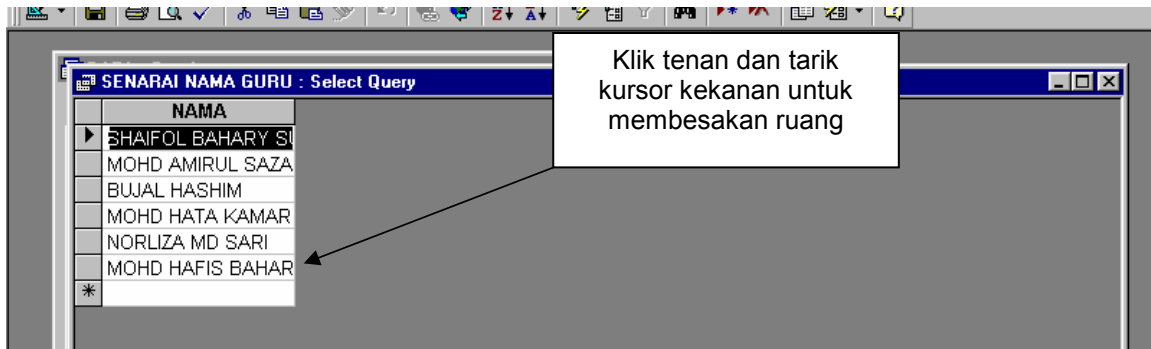 SENARAI NAMA GURU : Select Query
Klik tenan dan tarik
kursor kekanan untuk
membesakan ruang
NAMA
SHAIFOL BAHARY SU
MOHD AMIRUL SAZA
BUJAL HASHIM
MOHD HATA KAMAR
NORLIZA MD SARI
MOHD HAFIS BAHAR